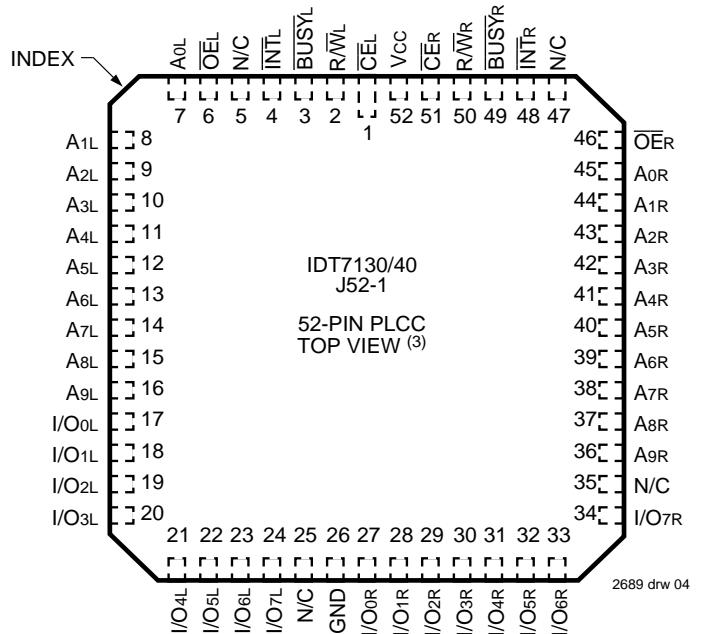 INDEX
A0L
OEL
N/C
INTL
BUSYL
R/WL
CEL
VCC
CER
R/WR
BUSYR
INTR
N/C
7 6 5 4 3 2 1 52 51 50 49 48 47
A1L 8
A2L 9
A3L 10
A4L 11
A5L 12
A6L 13
A7L 14
A8L 15
A9L 16
I/O0L 17
I/O1L 18
I/O2L 19
I/O3L 20
IDT7130/40
J52-1
52-PIN PLCC
TOP VIEW (3)
46 OER
45 A0R
44 A1R
43 A2R
42 A3R
41 A4R
40 A5R
39 A6R
38 A7R
37 A8R
36 A9R
35 N/C
34 I/O7R
21 22 23 24 25 26 27 28 29 30 31 32 33
I/O4L
I/O5L
I/O6L
I/O7L
N/C
GND
I/O0R
I/O1R
I/O2R
I/O3R
I/O4R
I/O5R
I/O6R
2689 drw 04